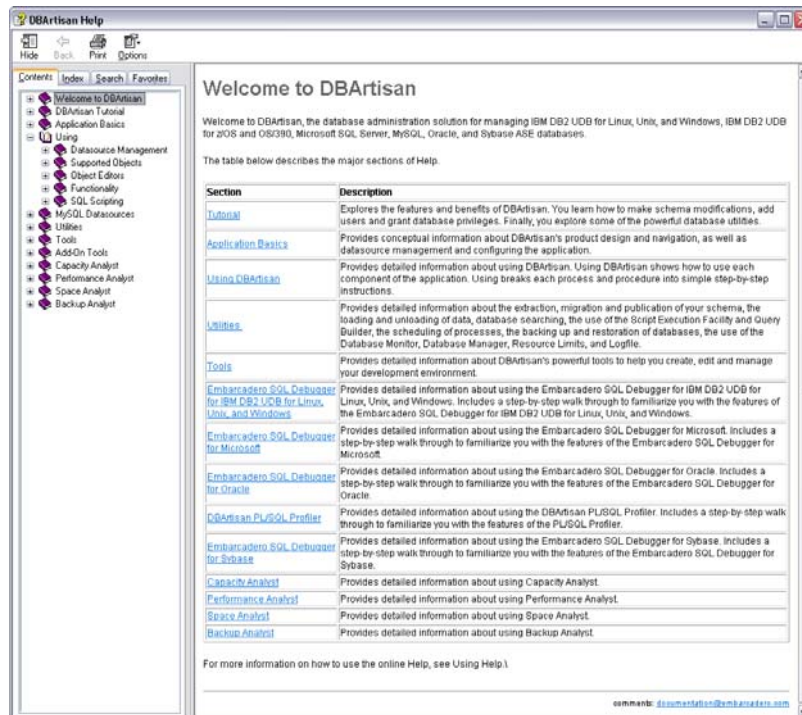 DBArtisan Help
Hide Back Print Options
Contents Index Search Favorites
Welcome to DBArtisan
DBArtisan Tutorial
Application Basics
Using
Datasource Management
Supported Objects
Object Editors
Functionality
SQL Scripting
MySQL Datasources
Utilities
Tools
Add-On Tools
Capacity Analyst
Performance Analyst
Space Analyst
Backup Analyst
Welcome to DBArtisan
Welcome to DBArtisan, the database administration solution for managing IBM DB2 UDB for Linux, Unix, and Windows, IBM DB2 UDB
for z/OS and OS/390, Microsoft SQL Server, MySQL, Oracle, and Sybase ASE databases.
The table below describes the major sections of Help.
Section Description
Tutorial Explores the features and benefits of DBArtisan. You learn how to make schema modifications, add
users and grant database privileges. Finally, you explore some of the powerful database utilities.
Application Basics Provides conceptual information about DBArtisan's product design and navigation, as well as
datasource management and configuring the application.
Using DBArtisan Provides detailed information about using DBArtisan. Using DBArtisan shows how to use each
component of the application. Using breaks each process and procedure into simple step-by-step
instructions.
Utilities Provides detailed information about the extraction, migration and publication of your schema, the
loading and unloading of data, database searching, the use of the Script Execution Facility and Query
Builder, the scheduling of processes, the backing up and restoration of databases, the use of the
Database Monitor, Database Manager, Resource Limits, and Logfile.
Tools Provides detailed information about DBArtisan's powerful tools to help you create, edit and manage
your development environment.
Embarcadero SQL Debugger Provides detailed information about using the Embarcadero SQL Debugger for IBM DB2 UDB for
for IBM DB2 UDB for Linux, Linux, Unix, and Windows. Includes a step-by-step walk through to familiarize you with the features of
Unix, and Windows the Embarcadero SQL Debugger for IBM DB2 UDB for Linux, Unix, and Windows.
Embarcadero SQL Debugger Provides detailed information about using the Embarcadero SQL Debugger for Microsoft. Includes a
for Microsoft step-by-step walk through to familiarize you with the features of the Embarcadero SQL Debugger for
Microsoft.
Embarcadero SQL Debugger Provides detailed information about using the Embarcadero SQL Debugger for Oracle. Includes a
for Oracle step-by-step walk through to familiarize you with the features of the Embarcadero SQL Debugger for
Oracle.
DBArtisan PL/SQL Profiler Provides detailed information about using the DBArtisan PL/SQL Profiler. Includes a step-by-step walk
through to familiarize you with the features of the PL/SQL Profiler.
Embarcadero SQL Debugger Provides detailed information about using the Embarcadero SQL Debugger for Sybase. Includes a
for Sybase step-by-step walk through to familiarize you with the features of the Embarcadero SQL Debugger for
Sybase.
Capacity Analyst Provides detailed information about using Capacity Analyst.
Performance Analyst Provides detailed information about using Performance Analyst.
Space Analyst Provides detailed information about using Space Analyst.
Backup Analyst Provides detailed information about using Backup Analyst.
For more information on how to use the online Help, see Using Help.\
comments: documentation@embarcadero.com